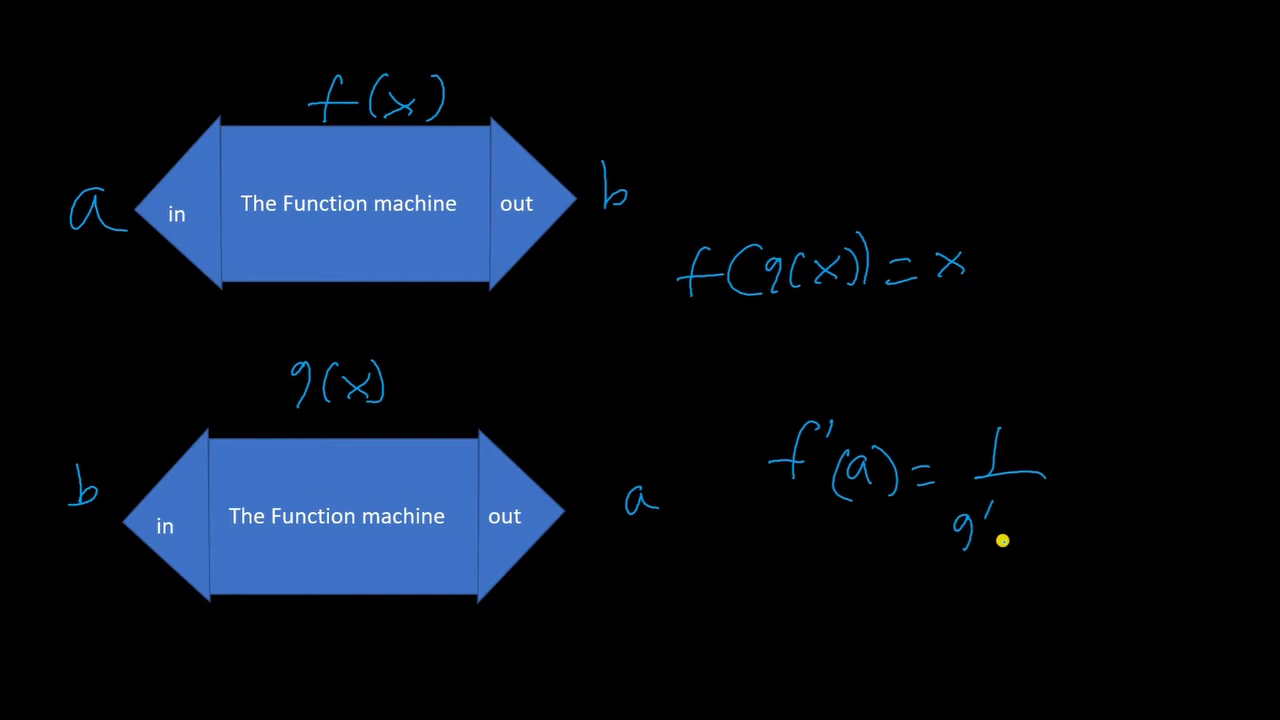 f(x)
a in The Function machine out b
f(g(x)) = x
g(x)
b in The Function machine out a
f'(a) = 1 / g'